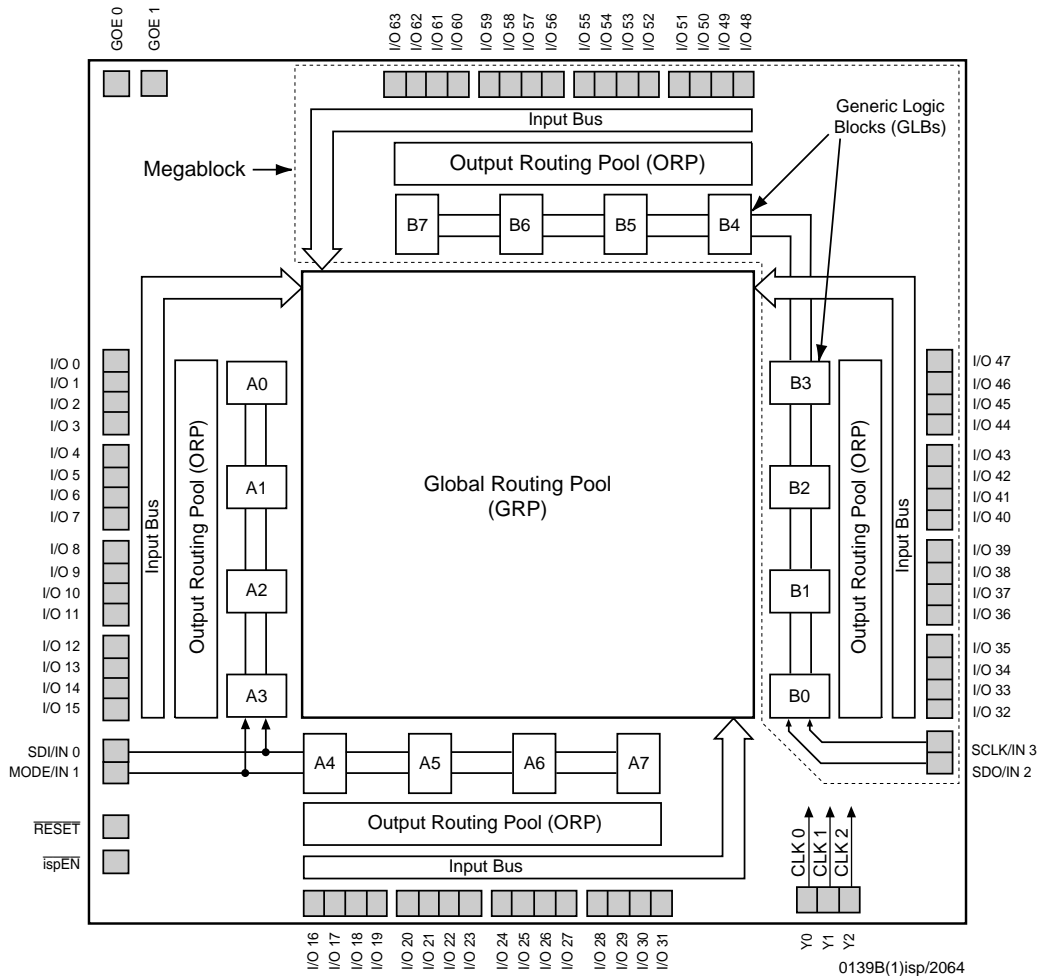 GOE 0
GOE 1
I/O 63
I/O 62
I/O 61
I/O 60
I/O 59
I/O 58
I/O 57
I/O 56
I/O 55
I/O 54
I/O 53
I/O 52
I/O 51
I/O 50
I/O 49
I/O 48
Input Bus
Generic Logic
Blocks (GLBs)
Megablock
Output Routing Pool (ORP)
B7
B6
B5
B4
I/O 0
I/O 1
I/O 2
I/O 3
I/O 4
I/O 5
I/O 6
I/O 7
I/O 8
I/O 9
I/O 10
I/O 11
I/O 12
I/O 13
I/O 14
I/O 15
Input Bus
Output Routing Pool (ORP)
A0
A1
A2
A3
Global Routing Pool
(GRP)
B3
B2
B1
B0
Output Routing Pool (ORP)
Input Bus
I/O 47
I/O 46
I/O 45
I/O 44
I/O 43
I/O 42
I/O 41
I/O 40
I/O 39
I/O 38
I/O 37
I/O 36
I/O 35
I/O 34
I/O 33
I/O 32
SDI/IN 0
MODE/IN 1
A4
A5
A6
A7
SCLK/IN 3
SDO/IN 2
RESET
ispEN
Output Routing Pool (ORP)
Input Bus
CLK 0
CLK 1
CLK 2
I/O 16
I/O 17
I/O 18
I/O 19
I/O 20
I/O 21
I/O 22
I/O 23
I/O 24
I/O 25
I/O 26
I/O 27
I/O 28
I/O 29
I/O 30
I/O 31
Y0
Y1
Y2
0139B(1)isp/2064